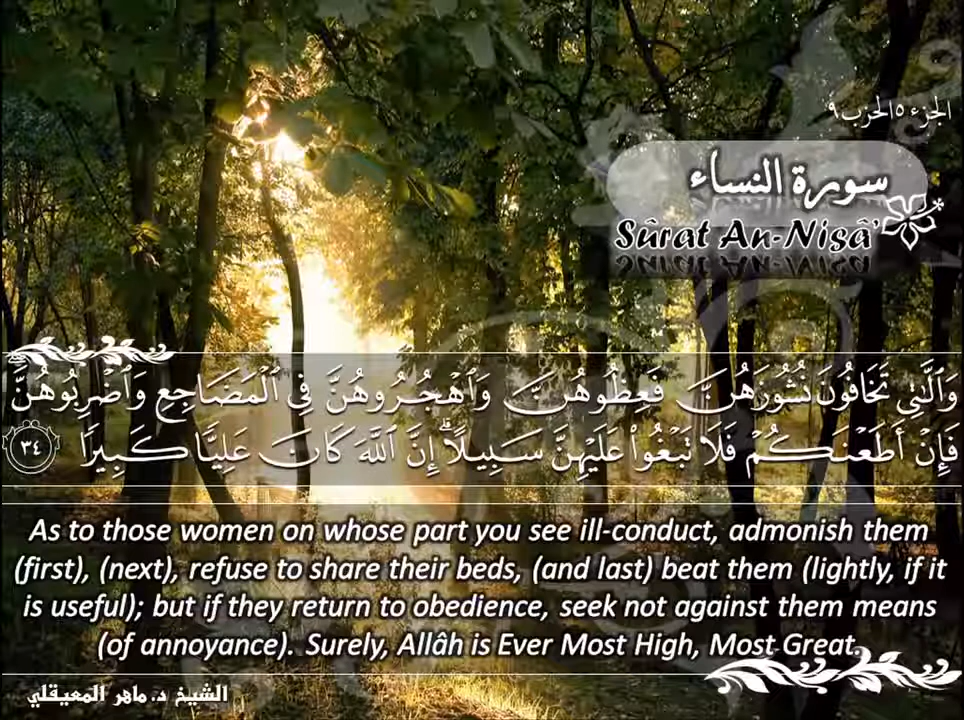 الجزء ٥ الحزب ٩
سورة النساء
Sûrat An-Nisâ'
وَٱلَّٰتِى تَخَافُونَ نُشُوزَهُنَّ فَعِظُوهُنَّ وَٱهْجُرُوهُنَّ فِى ٱلْمَضَاجِعِ وَٱضْرِبُوهُنَّ
فَإِنْ أَطَعْنَكُمْ فَلَا تَبْغُوا۟ عَلَيْهِنَّ سَبِيلًا ۗ إِنَّ ٱللَّهَ كَانَ عَلِيًّا كَبِيرًا ٣٤
As to those women on whose part you see ill-conduct, admonish them
(first), (next), refuse to share their beds, (and last) beat them (lightly, if it
is useful); but if they return to obedience, seek not against them means
(of annoyance). Surely, Allâh is Ever Most High, Most Great.
الشيخ د. ماهر المعيقلي